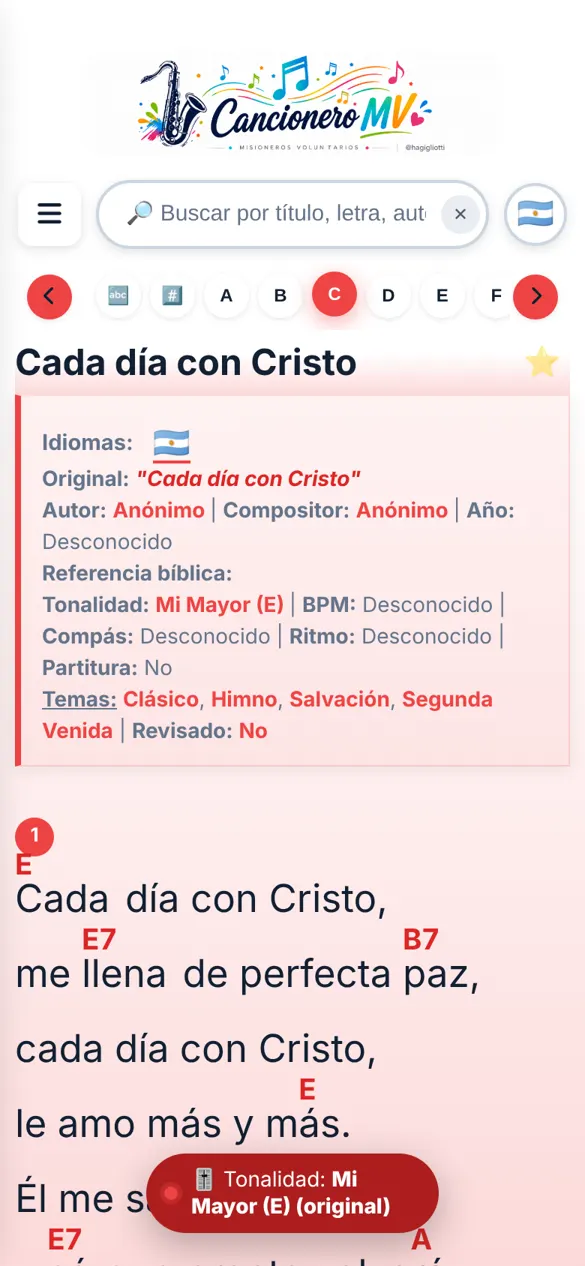 Cancionero MV
MISIONEROS VOLUNTARIOS | @hagigliotti
🔎 Buscar por título, letra, aut
abc # A B C D E F
Cada día con Cristo
Idiomas:
Original: "Cada día con Cristo"
Autor: Anónimo | Compositor: Anónimo | Año:
Desconocido
Referencia bíblica:
Tonalidad: Mi Mayor (E) | BPM: Desconocido |
Compás: Desconocido | Ritmo: Desconocido |
Partitura: No
Temas: Clásico, Himno, Salvación, Segunda
Venida | Revisado: No
1
E
Cada día con Cristo,
E7 B7
me llena de perfecta paz,
cada día con Cristo,
E
le amo más y más.
Él me
Tonalidad: Mi
Mayor (E) (original)
E7 A